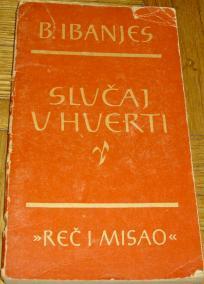 B. IBANJES
SLUČAJ
U HUERTI
»REČ I MISAO«